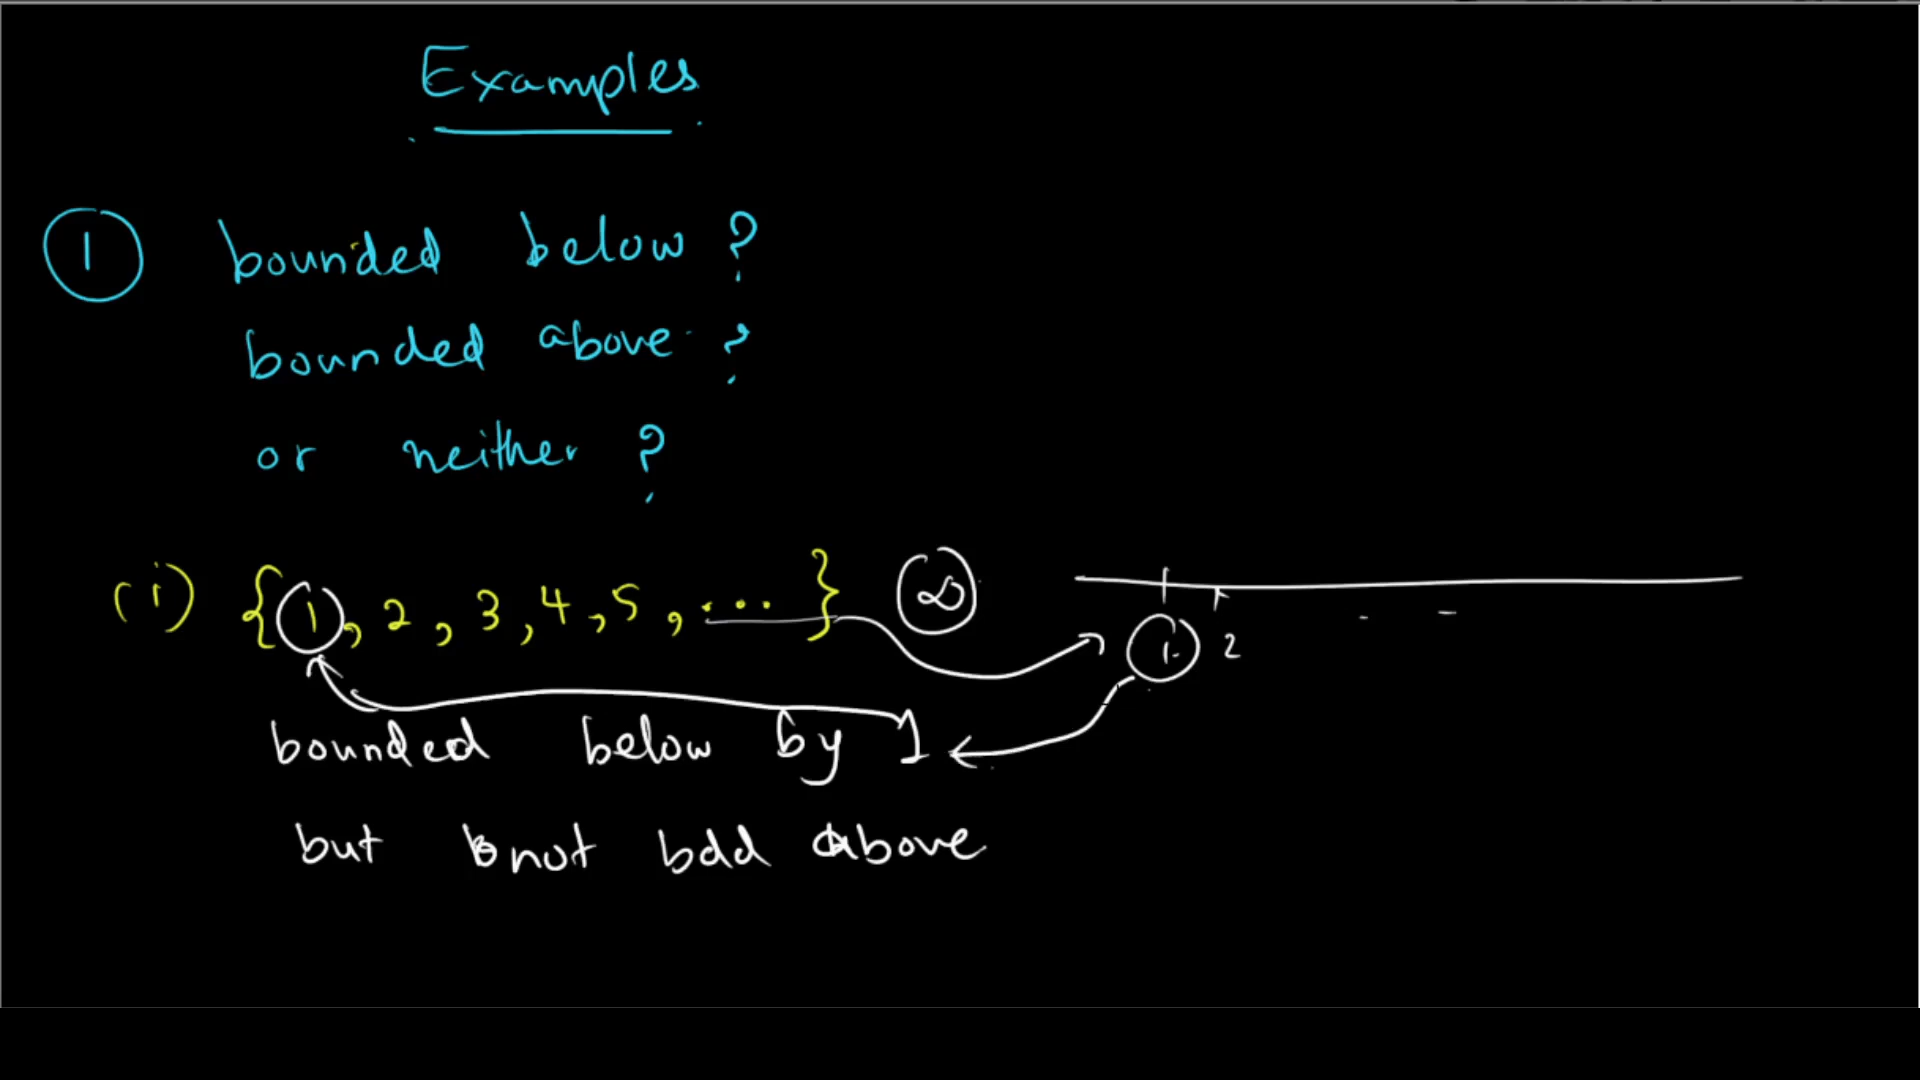 Examples
1 bounded below ?
bounded above ?
or neither ?
(i) {1, 2, 3, 4, 5, ...} ∞
1 2
bounded below by 1
but not bdd above